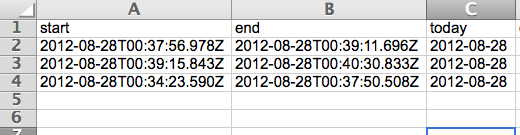 A B C
1 start end today
2 2012-08-28T00:37:56.978Z 2012-08-28T00:39:11.696Z 2012-08-28
3 2012-08-28T00:39:15.843Z 2012-08-28T00:40:30.833Z 2012-08-28
4 2012-08-28T00:34:23.590Z 2012-08-28T00:37:50.508Z 2012-08-28
5
6
7